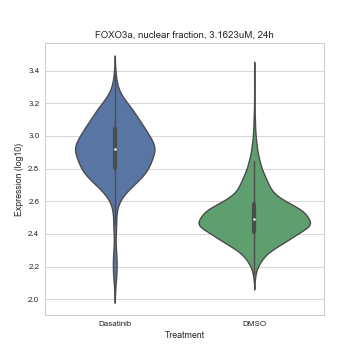 FOXO3a, nuclear fraction, 3.1623uM, 24h
3.4
3.2
3.0
2.8
2.6
2.4
2.2
2.0
Expression (log10)
Dasatinib DMSO
Treatment